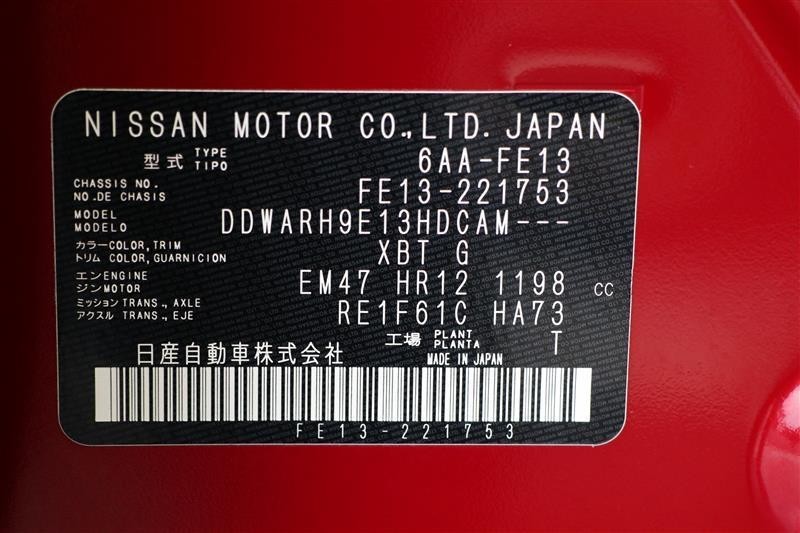 NISSAN MOTOR CO.,LTD. JAPAN
型式 TYPE TIPO 6AA-FE13
CHASSIS NO.
NO.DE CHASIS FE13-221753
MODEL
MODELO DDWARH9E13HDCAM---
カラー COLOR, TRIM
トリム COLOR, GUARNICION XBT G
エン ENGINE
ジン MOTOR EM47 HR12 1198 CC
ミッション TRANS., AXLE
アクスル TRANS., EJE RE1F61C HA73
工場 PLANT PLANTA T
日産自動車株式会社 MADE IN JAPAN
FE13-221753